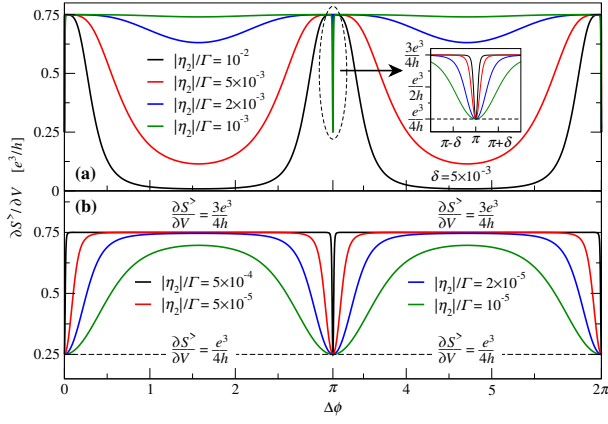 ∂S^>/∂V [e³/h]
0.75
0.5
0.25
0
|η₂|/Γ = 10⁻²
|η₂|/Γ = 5×10⁻³
|η₂|/Γ = 2×10⁻³
|η₂|/Γ = 10⁻³
(a)
3e³/4h
e³/2h
e³/4h
π-δ π π+δ
δ = 5×10⁻³
(b)
∂S^>/∂V = 3e³/4h ∂S^>/∂V = 3e³/4h
0.75
0.5
0.25
|η₂|/Γ = 5×10⁻⁴
|η₂|/Γ = 5×10⁻⁵
|η₂|/Γ = 2×10⁻⁵
|η₂|/Γ = 10⁻⁵
∂S^>/∂V = e³/4h ∂S^>/∂V = e³/4h
0 1 2 π 4 5 2π
Δϕ